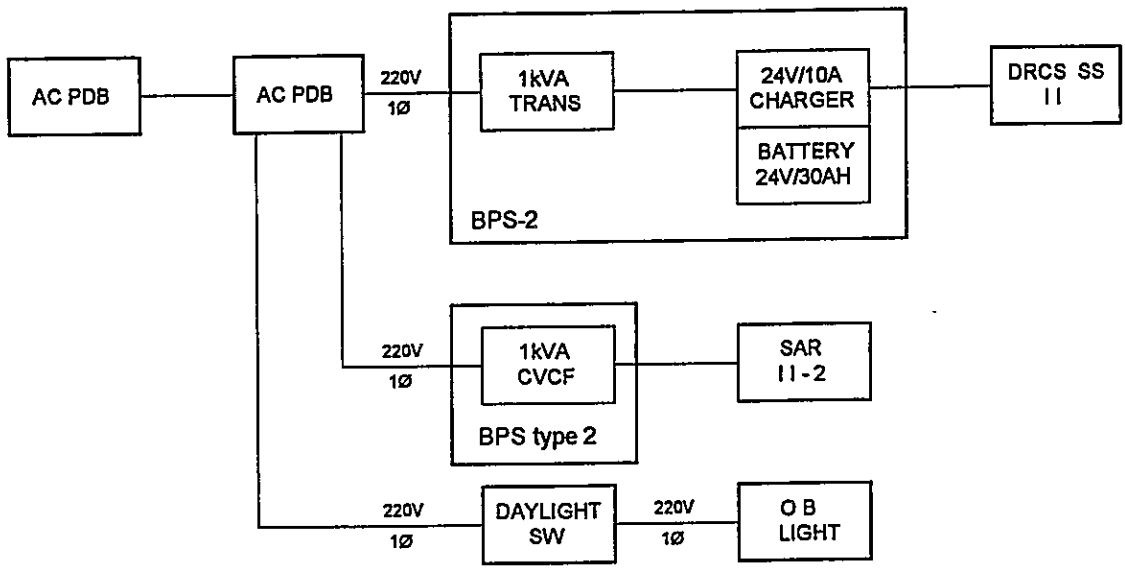 AC PDB
AC PDB
220V
1Ø
1kVA
TRANS
24V/10A
CHARGER
BATTERY
24V/30AH
BPS-2
DRCS SS
II
220V
1Ø
1kVA
CVCF
BPS type 2
SAR
II-2
220V
1Ø
DAYLIGHT
SW
220V
1Ø
O B
LIGHT